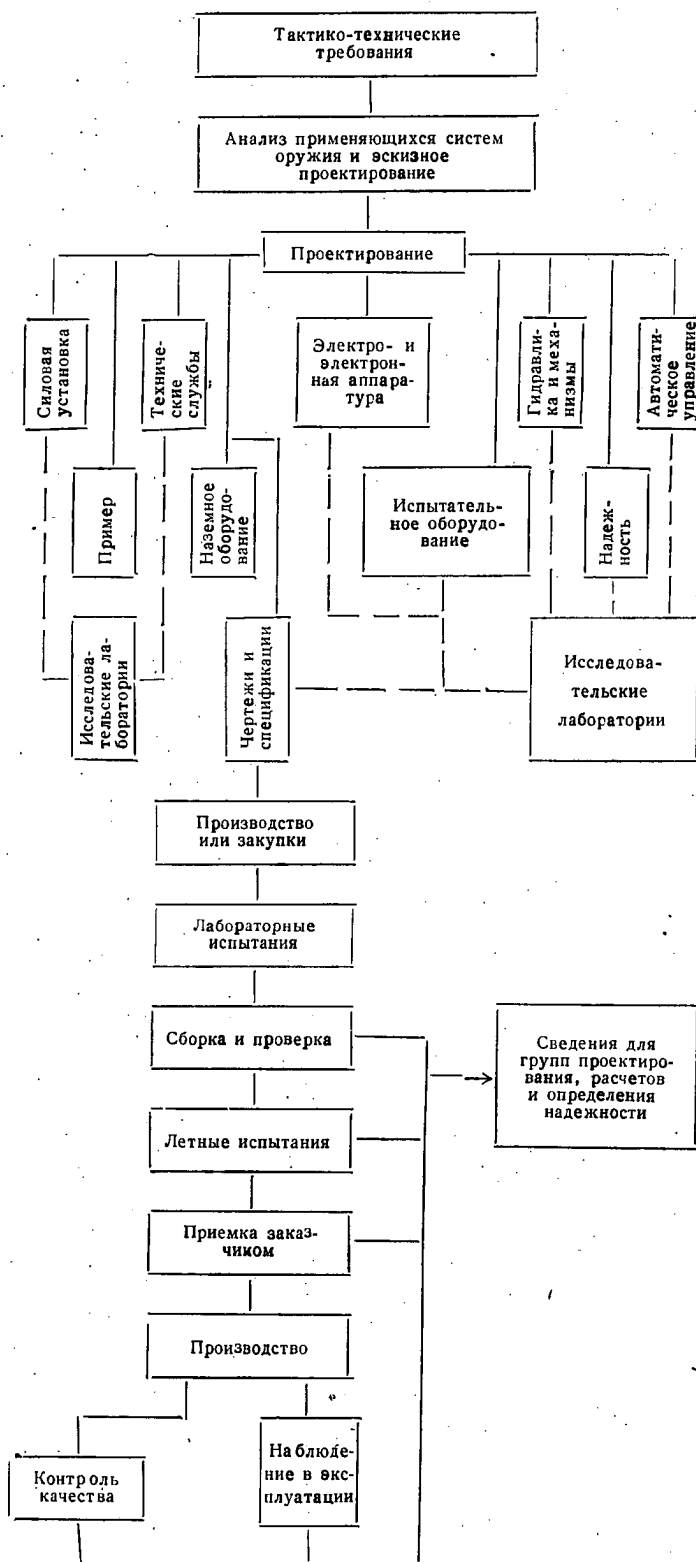 Тактико-технические
требования
Анализ применяющихся систем
оружия и эскизное
проектирование
Проектирование
Силовая
установка
Техниче-
ские
службы
Электро- и
электрон-
ная аппара-
тура
Гидравли-
ка и меха-
низмы
Автомати-
ческое
управление
Пример
Наземное
оборудо-
вание
Испытатель-
ное оборудо-
вание
Надеж-
ность
Исследова-
тельские ла-
боратории
Чертежи и
спецификации
Исследова-
тельские
лаборатории
Производство
или закупки
Лабораторные
испытания
Сборка и проверка
Сведения для
групп проектиро-
вания, расчетов
и определения
надежности
Летные испытания
Приемка заказ-
чиком
Производство
Контроль
качества
Наблюде-
ние в экс-
плуатации